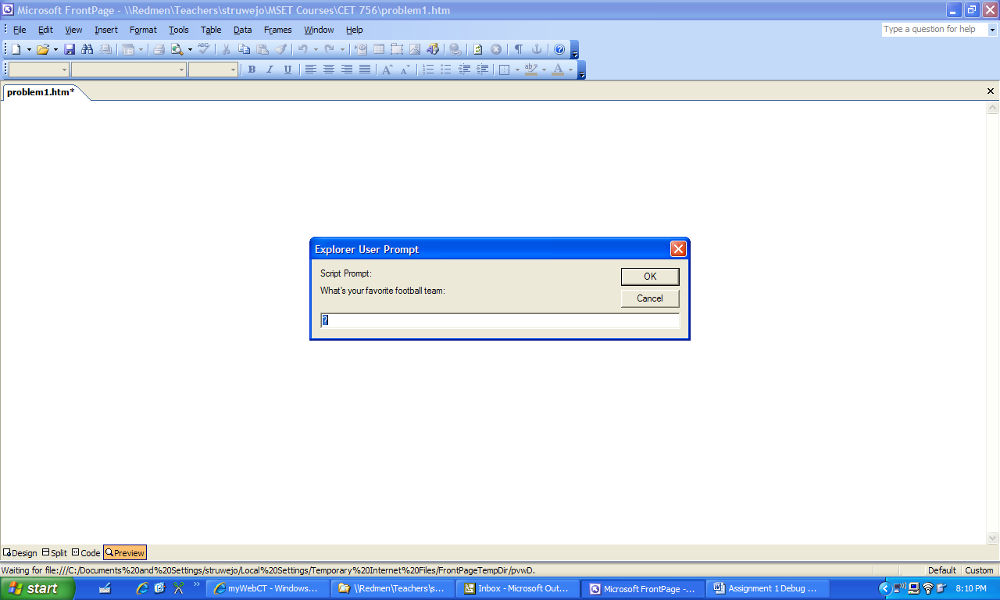 Microsoft FrontPage - \\Redmen\Teachers\struwejo\MSET Courses\CET 756\problem1.htm
File Edit View Insert Format Tools Table Data Frames Window Help
Type a question for help
ABC
B I U A A ab A
problem1.htm*
Explorer User Prompt
Script Prompt:
OK
What's your favorite football team:
Cancel
?
Design Split Code Preview
Waiting for file:///C:/Documents%20and%20Settings/struwejo/Local%20Settings/Temporary%20Internet%20Files/FrontPageTempDir/pvwD.
Default Custom
start
myWebCT - Windows...
\\Redmen\Teachers\s...
Inbox - Microsoft Out...
Microsoft FrontPage -...
Assignment 1 Debug ...
8:10 PM